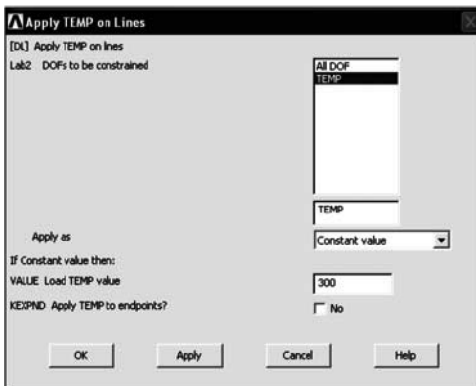 Apply TEMP on Lines
[DL] Apply TEMP on lines
Lab2 DOFs to be constrained
All DOF
TEMP
TEMP
Apply as
Constant value
If Constant value then:
VALUE Load TEMP value
300
KEXPND Apply TEMP to endpoints?
No
OK
Apply
Cancel
Help